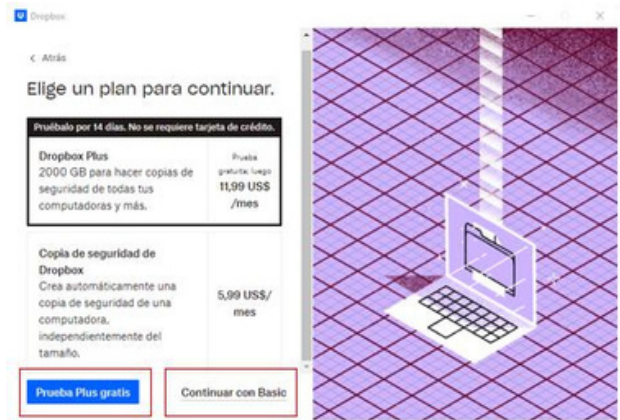 Dropbox
Atrás
Elige un plan para continuar.
Pruébalo por 14 días. No se requiere tarjeta de crédito.
Dropbox Plus
2000 GB para hacer copias de
seguridad de todas tus
computadoras y más.
Prueba
gratuita; luego
11,99 US$
/mes
Copia de seguridad de
Dropbox
Crea automáticamente una
copia de seguridad de una
computadora,
independientemente del
tamaño.
5,99 US$/
mes
Prueba Plus gratis
Continuar con Basic